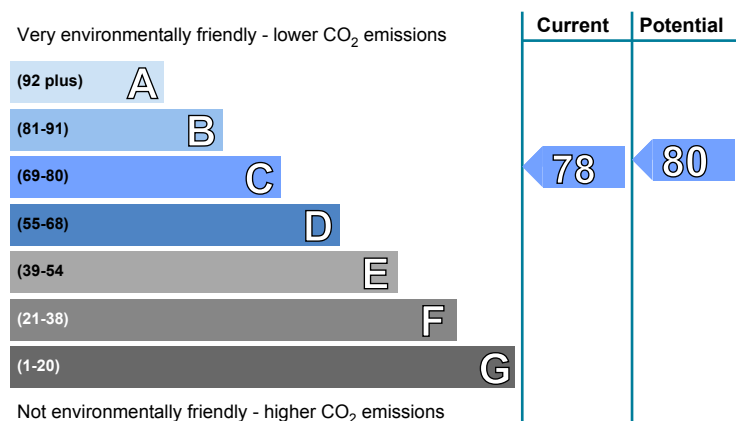 Very environmentally friendly - lower CO₂ emissions
Current
Potential
(92 plus) A
(81-91) B
(69-80) C
78
80
(55-68) D
(39-54 E
(21-38) F
(1-20) G
Not environmentally friendly - higher CO₂ emissions